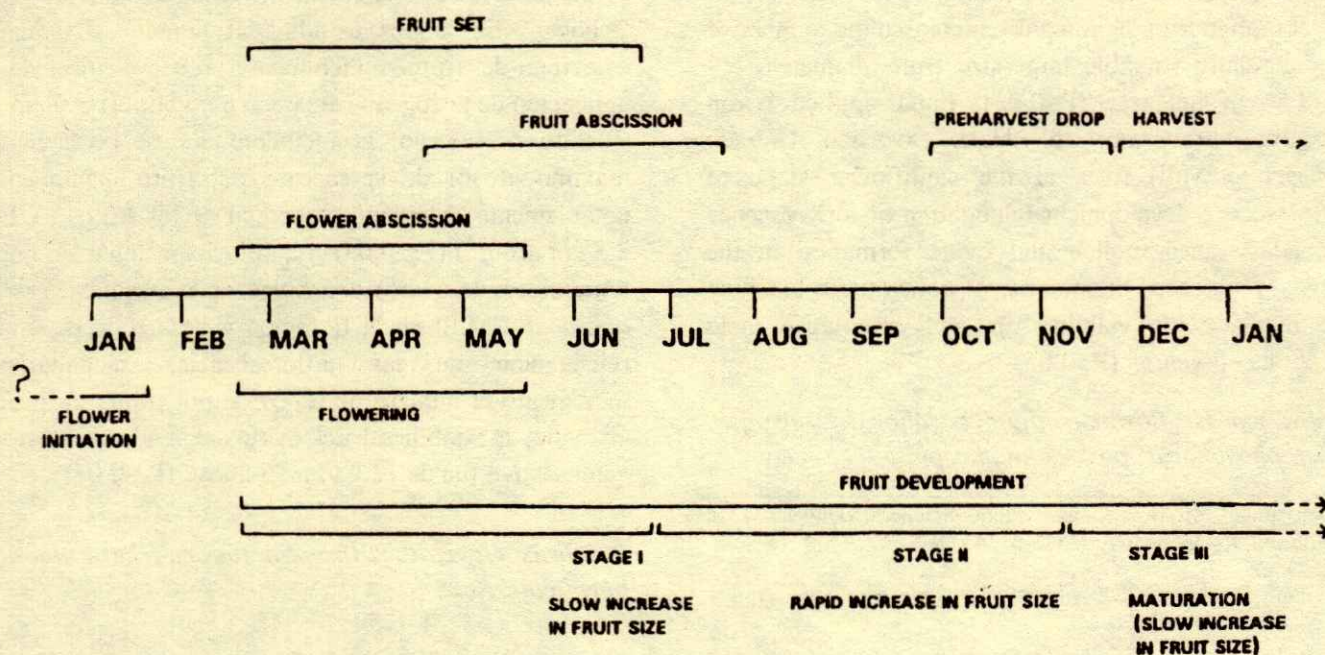 FRUIT SET
FRUIT ABSCISSION
PREHARVEST DROP
HARVEST
FLOWER ABSCISSION
JAN FEB MAR APR MAY JUN JUL AUG SEP OCT NOV DEC JAN
?
FLOWER
INITIATION
FLOWERING
FRUIT DEVELOPMENT
STAGE I
STAGE II
STAGE III
SLOW INCREASE
IN FRUIT SIZE
RAPID INCREASE IN FRUIT SIZE
MATURATION
(SLOW INCREASE
IN FRUIT SIZE)